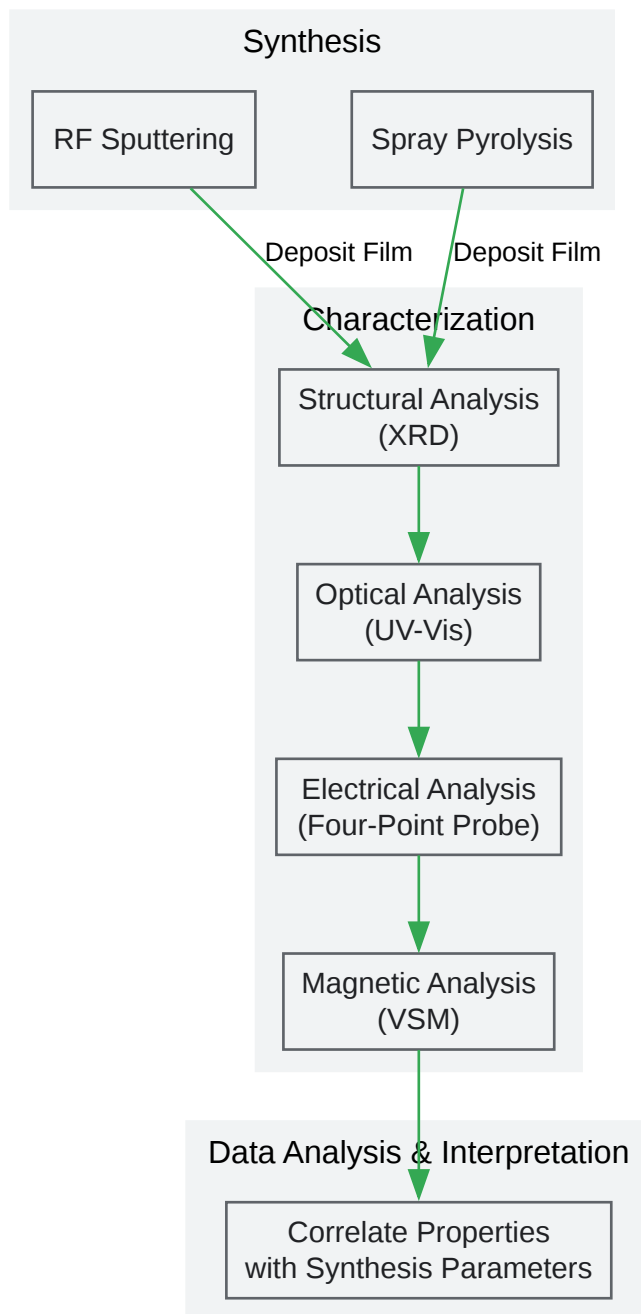 Synthesis
RF Sputtering
Spray Pyrolysis
Deposit Film
Deposit Film
Characterization
Structural Analysis
(XRD)
Optical Analysis
(UV-Vis)
Electrical Analysis
(Four-Point Probe)
Magnetic Analysis
(VSM)
Data Analysis & Interpretation
Correlate Properties
with Synthesis Parameters